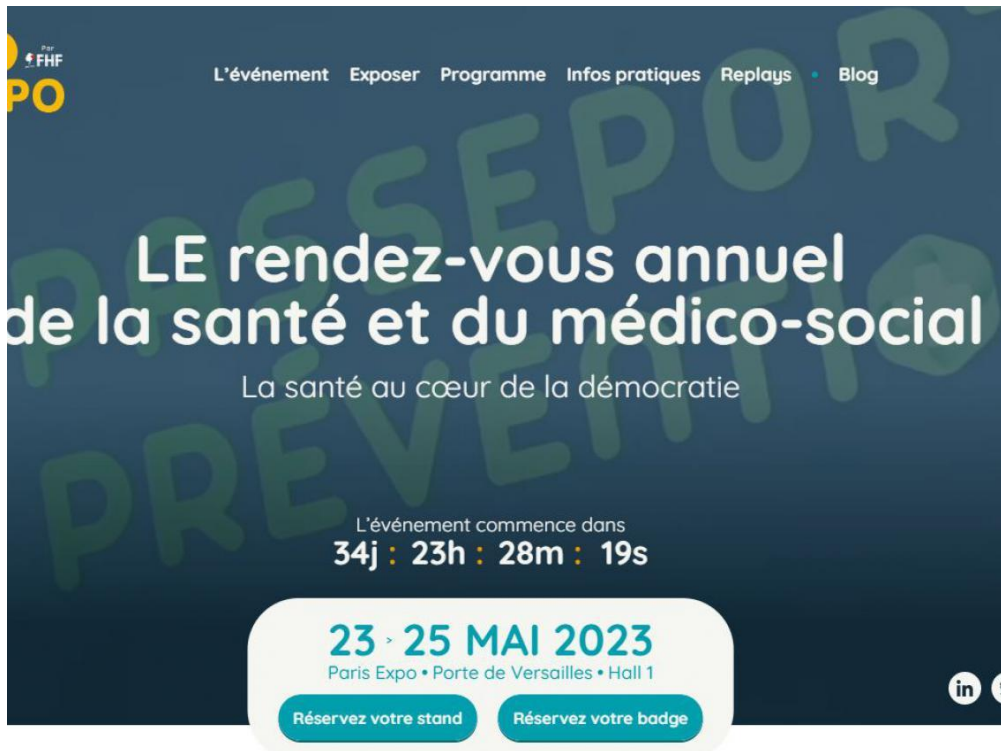 Par
FHF
PO
L'événement Exposer Programme Infos pratiques Replays • Blog
PASSEPORT
PRÉVENTI
LE rendez-vous annuel
de la santé et du médico-social
La santé au cœur de la démocratie
L'événement commence dans
34j : 23h : 28m : 19s
23 > 25 MAI 2023
Paris Expo • Porte de Versailles • Hall 1
Réservez votre stand Réservez votre badge
in